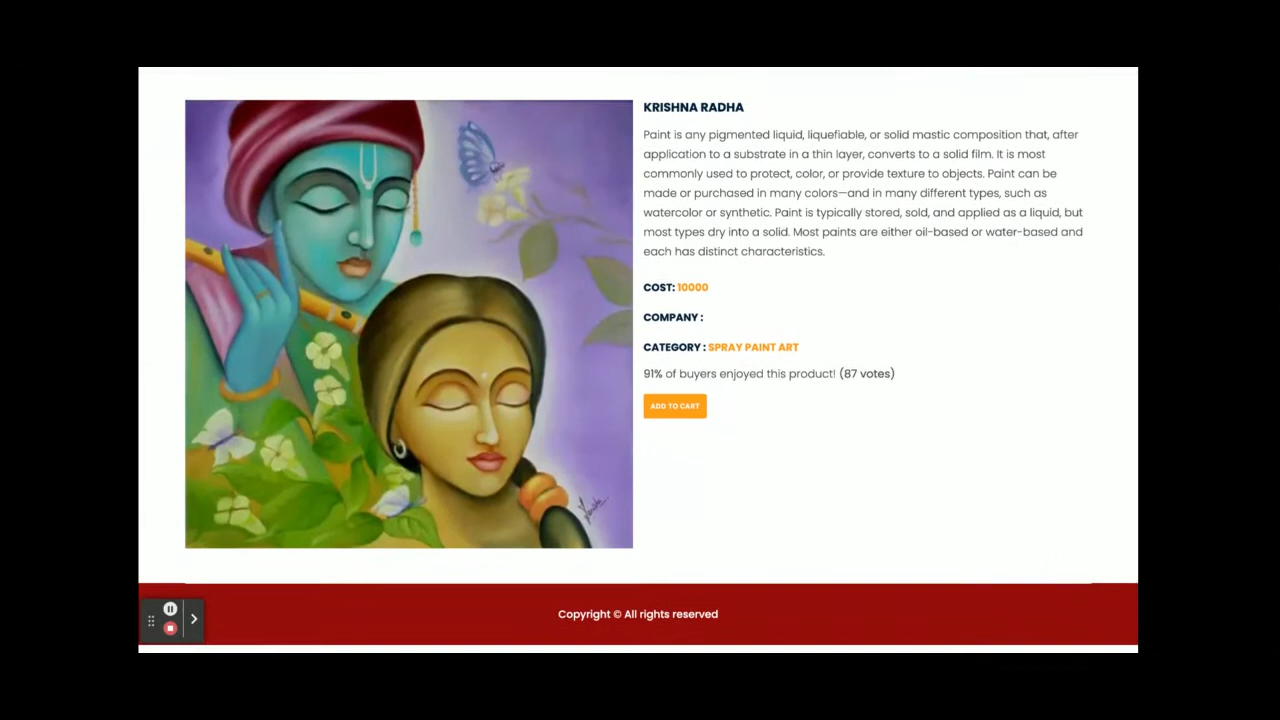 KRISHNA RADHA
Paint is any pigmented liquid, liquefiable, or solid mastic composition that, after
application to a substrate in a thin layer, converts to a solid film. It is most
commonly used to protect, color, or provide texture to objects. Paint can be
made or purchased in many colors—and in many different types, such as
watercolor or synthetic. Paint is typically stored, sold, and applied as a liquid, but
most types dry into a solid. Most paints are either oil-based or water-based and
each has distinct characteristics.
COST: 10000
COMPANY :
CATEGORY : SPRAY PAINT ART
91% of buyers enjoyed this product! (87 votes)
ADD TO CART
Copyright © All rights reserved